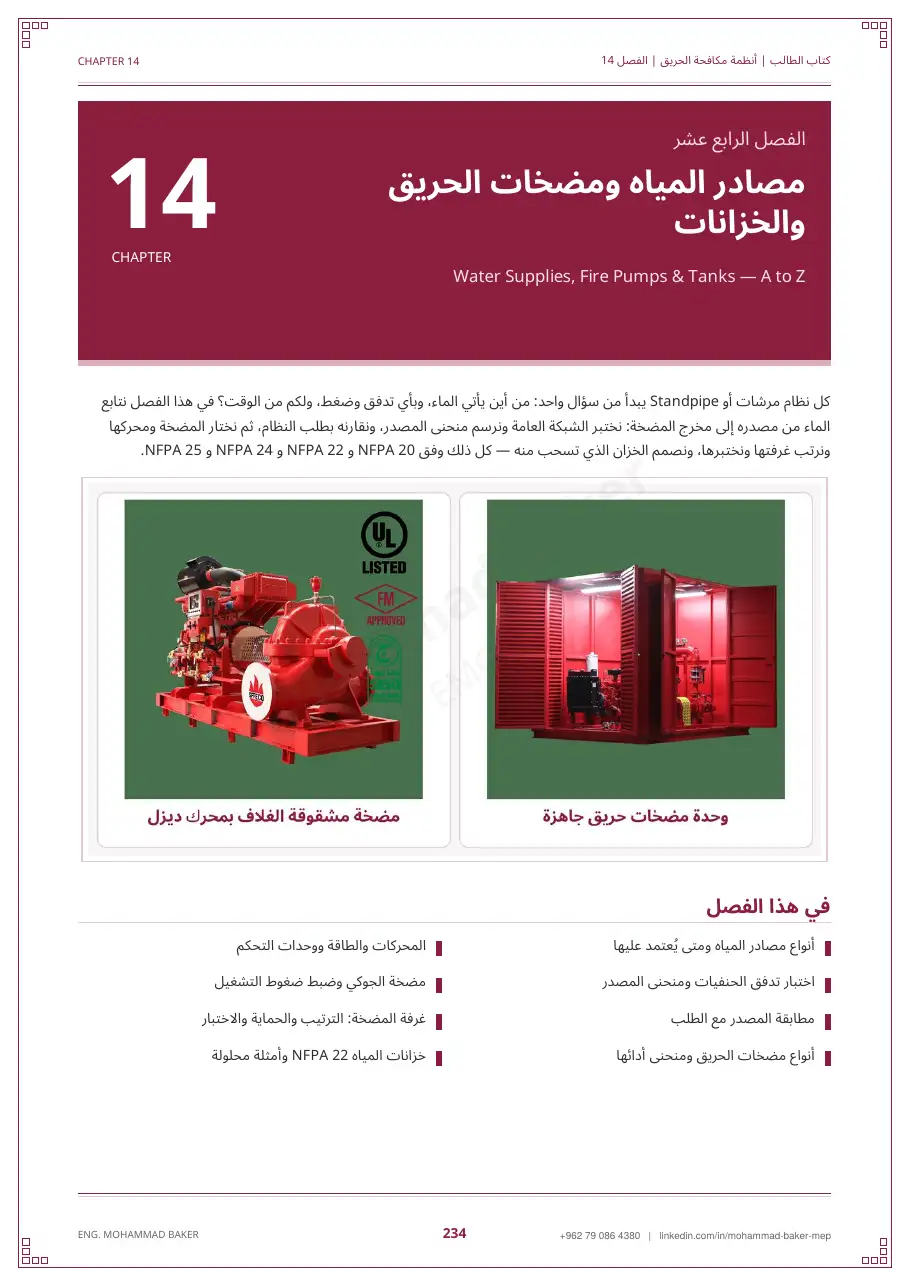 كتاب الطالب | أنظمة مكافحة الحريق | الفصل 14
CHAPTER 14
الفصل الرابع عشر
مصادر المياه ومضخات الحريق
والخزانات
Water Supplies, Fire Pumps & Tanks — A to Z
14
CHAPTER
كل نظام مرشات أو Standpipe يبدأ من سؤال واحد: من أين يأتي الماء، وبأي تدفق وضغط، ولكم من الوقت؟ في هذا الفصل نتابع
الماء من مصدره إلى مخرج المضخة: نختبر الشبكة العامة ونرسم منحنى المصدر، ونقارنه بطلب النظام، ثم نختار المضخة ومحركها
ونرتب غرفتها ونختبرها، ونصمم الخزان الذي تسحب منه — كل ذلك وفق NFPA 20 و NFPA 22 و NFPA 24 و NFPA 25.
UL
LISTED
FM
APPROVED
وحدة مضخات حريق جاهزة
مضخة مشقوقة الغلاف بمحرك ديزل
في هذا الفصل
أنواع مصادر المياه ومتى يُعتمد عليها
اختبار تدفق الحنفيات ومنحنى المصدر
مطابقة المصدر مع الطلب
أنواع مضخات الحريق ومنحنى أدائها
المحركات والطاقة ووحدات التحكم
مضخة الجوكي وضبط ضغوط التشغيل
غرفة المضخة: الترتيب والحماية والاختبار
خزانات المياه NFPA 22 وأمثلة محلولة
ENG. MOHAMMAD BAKER
234
+962 79 086 4380 | linkedin.com/in/mohammad-baker-mep